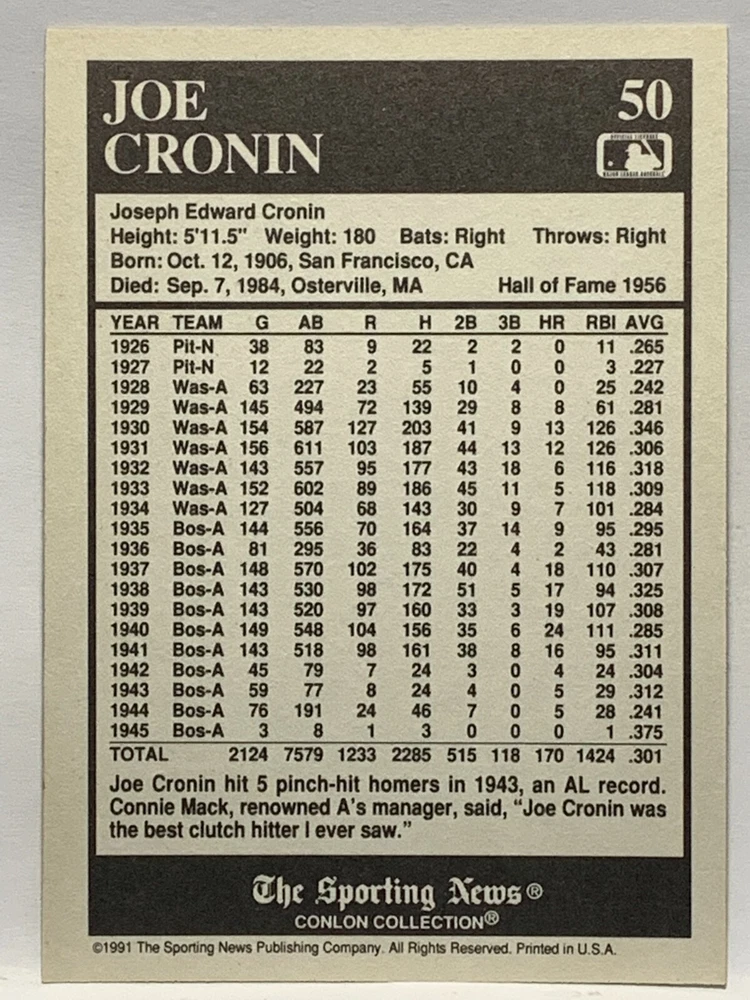 JOE 50
CRONIN
Joseph Edward Cronin
Height: 5'11.5" Weight: 180 Bats: Right Throws: Right
Born: Oct. 12, 1906, San Francisco, CA
Died: Sep. 7, 1984, Osterville, MA Hall of Fame 1956
YEAR TEAM G AB R H 2B 3B HR RBI AVG
1926 Pit-N 38 83 9 22 2 2 0 11 .265
1927 Pit-N 12 22 2 5 1 0 0 3 .227
1928 Was-A 63 227 23 55 10 4 0 25 .242
1929 Was-A 145 494 72 139 29 8 8 61 .281
1930 Was-A 154 587 127 203 41 9 13 126 .346
1931 Was-A 156 611 103 187 44 13 12 126 .306
1932 Was-A 143 557 95 177 43 18 6 116 .318
1933 Was-A 152 602 89 186 45 11 5 118 .309
1934 Was-A 127 504 68 143 30 9 7 101 .284
1935 Bos-A 144 556 70 164 37 14 9 95 .295
1936 Bos-A 81 295 36 83 22 4 2 43 .281
1937 Bos-A 148 570 102 175 40 4 18 110 .307
1938 Bos-A 143 530 98 172 51 5 17 94 .325
1939 Bos-A 143 520 97 160 33 3 19 107 .308
1940 Bos-A 149 548 104 156 35 6 24 111 .285
1941 Bos-A 143 518 98 161 38 8 16 95 .311
1942 Bos-A 45 79 7 24 3 0 4 24 .304
1943 Bos-A 59 77 8 24 4 0 5 29 .312
1944 Bos-A 76 191 24 46 7 0 5 28 .241
1945 Bos-A 3 8 1 3 0 0 0 1 .375
TOTAL 2124 7579 1233 2285 515 118 170 1424 .301
Joe Cronin hit 5 pinch-hit homers in 1943, an AL record.
Connie Mack, renowned A's manager, said, “Joe Cronin was
the best clutch hitter I ever saw.”
The Sporting News®
CONLON COLLECTION®
©1991 The Sporting News Publishing Company. All Rights Reserved. Printed in U.S.A.